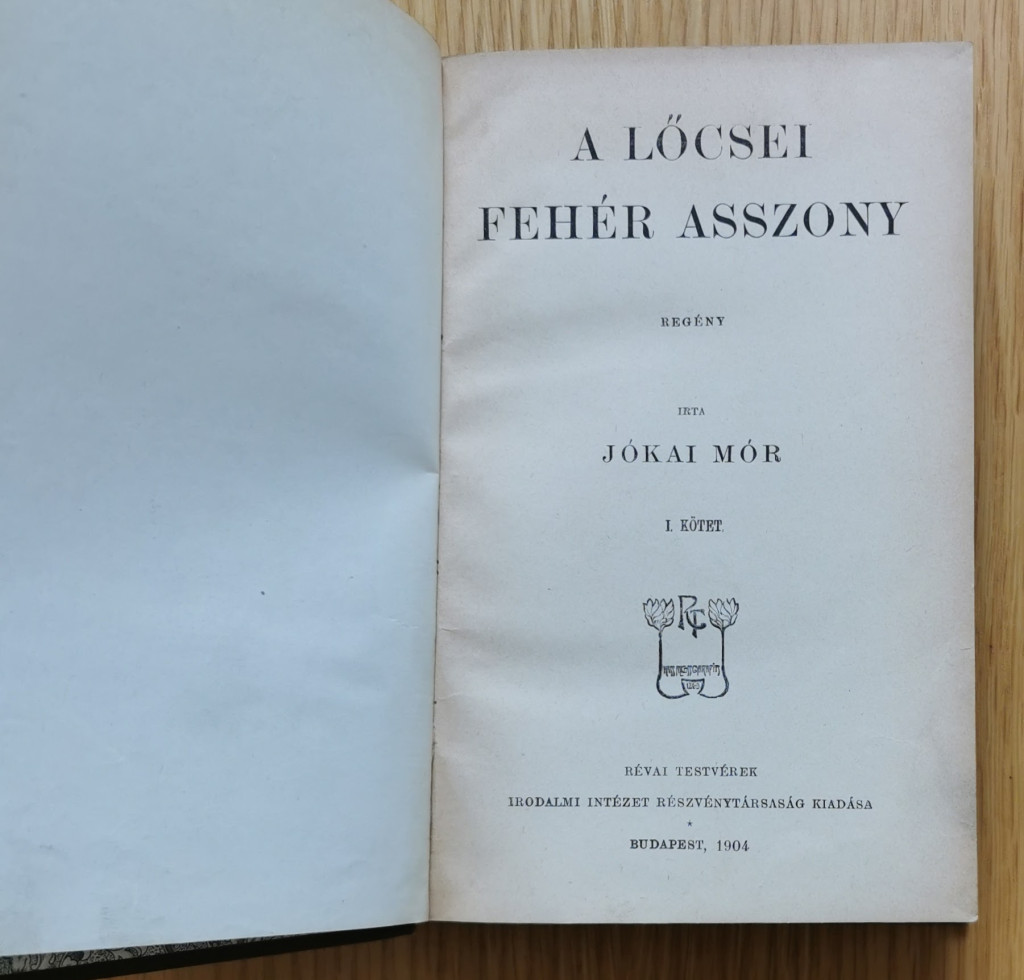 A LŐCSEI
FEHÉR ASSZONY
REGÉNY
IRTA
JÓKAI MÓR
I. KÖTET.
RÉVAI TESTVÉREK
IRODALMI INTÉZET RÉSZVÉNYTÁRSASÁG KIADÁSA
*
BUDAPEST, 1904